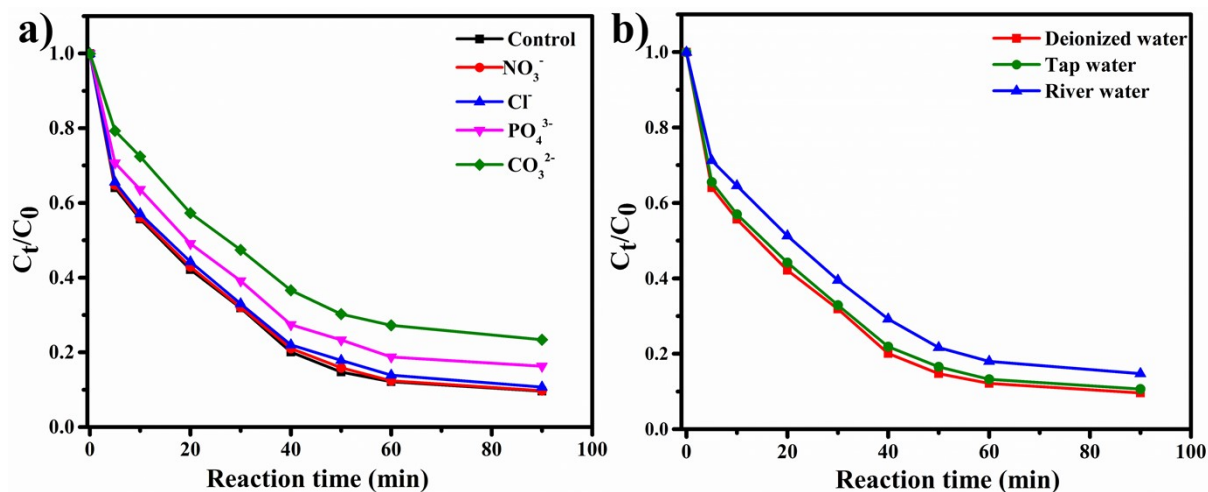 a)
Control
NO₃⁻
Cl⁻
PO₄³⁻
CO₃²⁻
1.0
0.8
0.6
0.4
0.2
0.0
Cₜ/C₀
0 20 40 60 80 100
Reaction time (min)
b)
Deionized water
Tap water
River water
1.0
0.8
0.6
0.4
0.2
0.0
Cₜ/C₀
0 20 40 60 80 100
Reaction time (min)